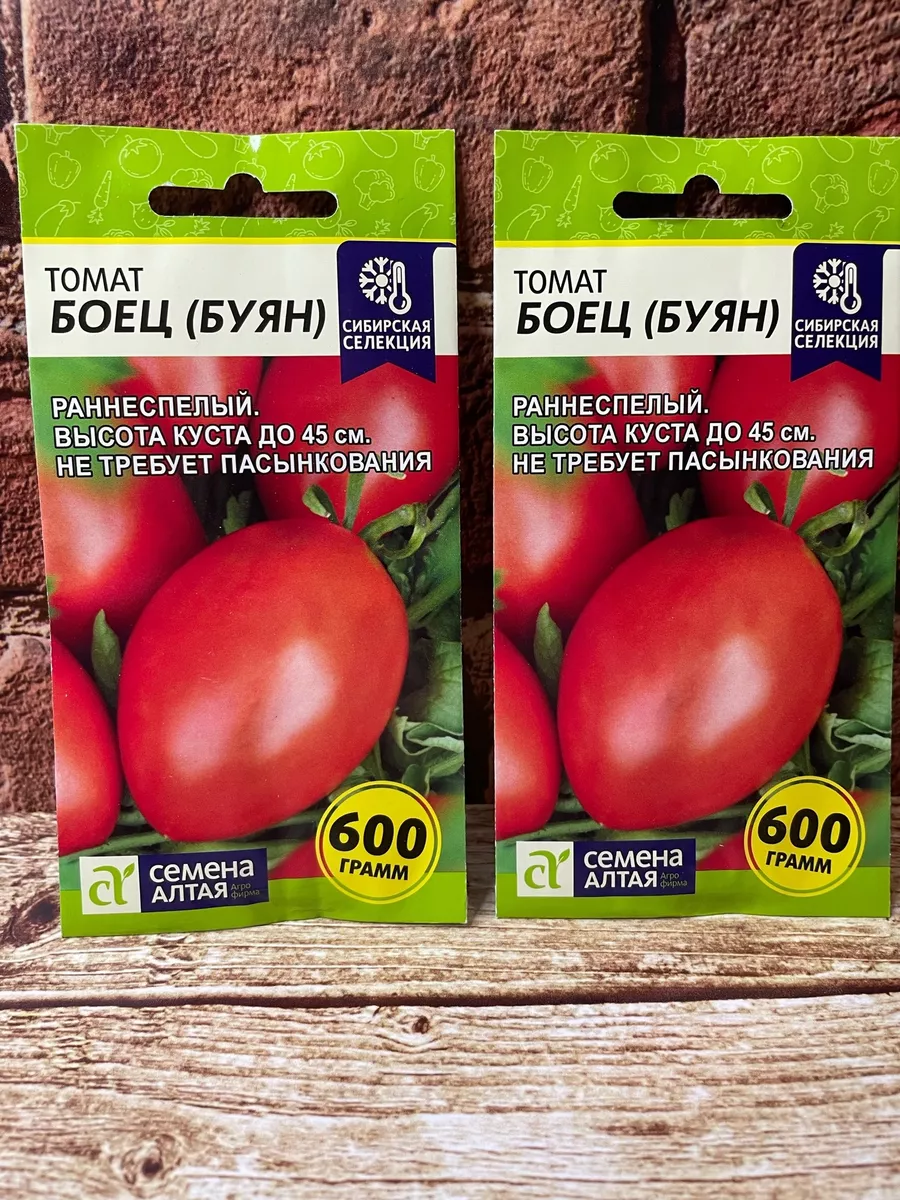 ТОМАТ
БОЕЦ (БУЯН)
СИБИРСКАЯ
СЕЛЕКЦИЯ
РАННЕСПЕЛЫЙ.
ВЫСОТА КУСТА ДО 45 см.
НЕ ТРЕБУЕТ ПАСЫНКОВАНИЯ
600
ГРАММ
семена
АЛТАЯ
Агро
фирма
ТОМАТ
БОЕЦ (БУЯН)
СИБИРСКАЯ
СЕЛЕКЦИЯ
РАННЕСПЕЛЫЙ.
ВЫСОТА КУСТА ДО 45 см.
НЕ ТРЕБУЕТ ПАСЫНКОВАНИЯ
600
ГРАММ
семена
АЛТАЯ
Агро
фирма